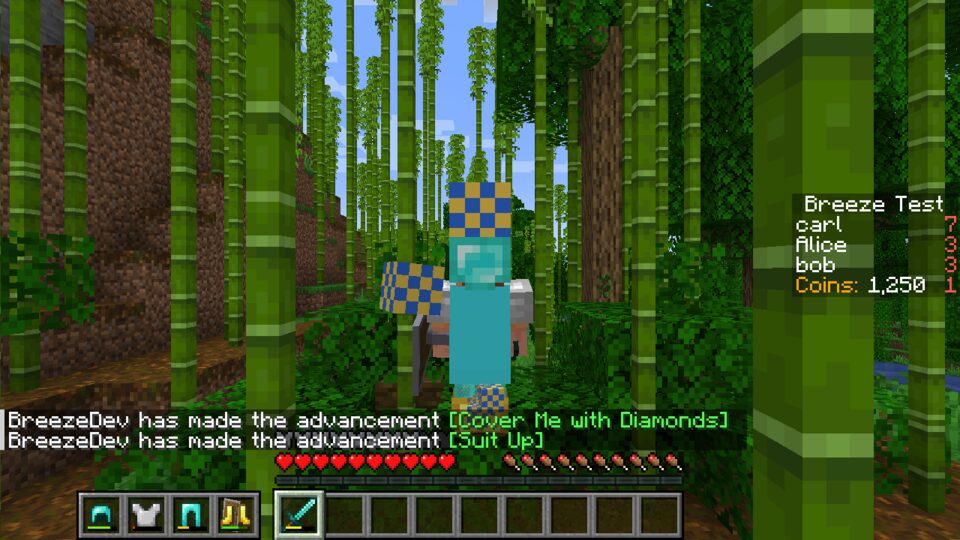 Breeze Test
carl 7
Alice 3
bob 3
Coins: 1,250 1
BreezeDev has made the advancement [Cover Me with Diamonds]
BreezeDev has made the advancement [Suit Up]